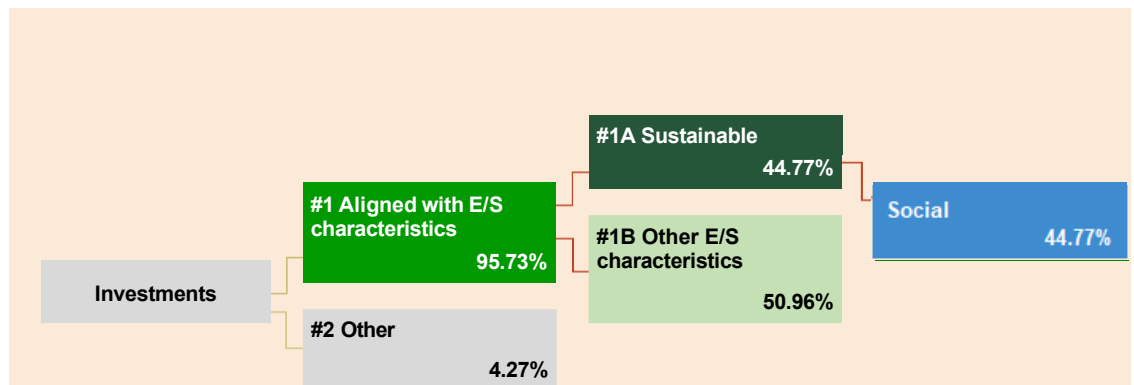 #1A Sustainable
44.77%
#1 Aligned with E/S
characteristics
95.73%
Social
44.77%
#1B Other E/S
characteristics
50.96%
Investments
#2 Other
4.27%